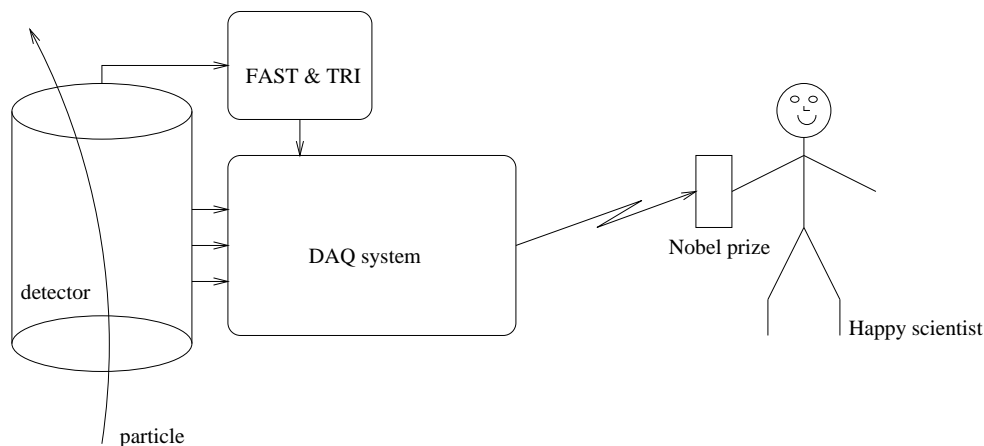 FAST & TRI
DAQ system
Nobel prize
detector
Happy scientist
particle